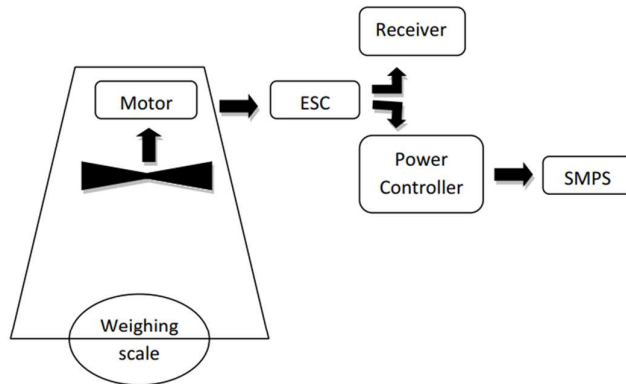 Receiver
Motor
ESC
Power
Controller
SMPS
Weighing
scale